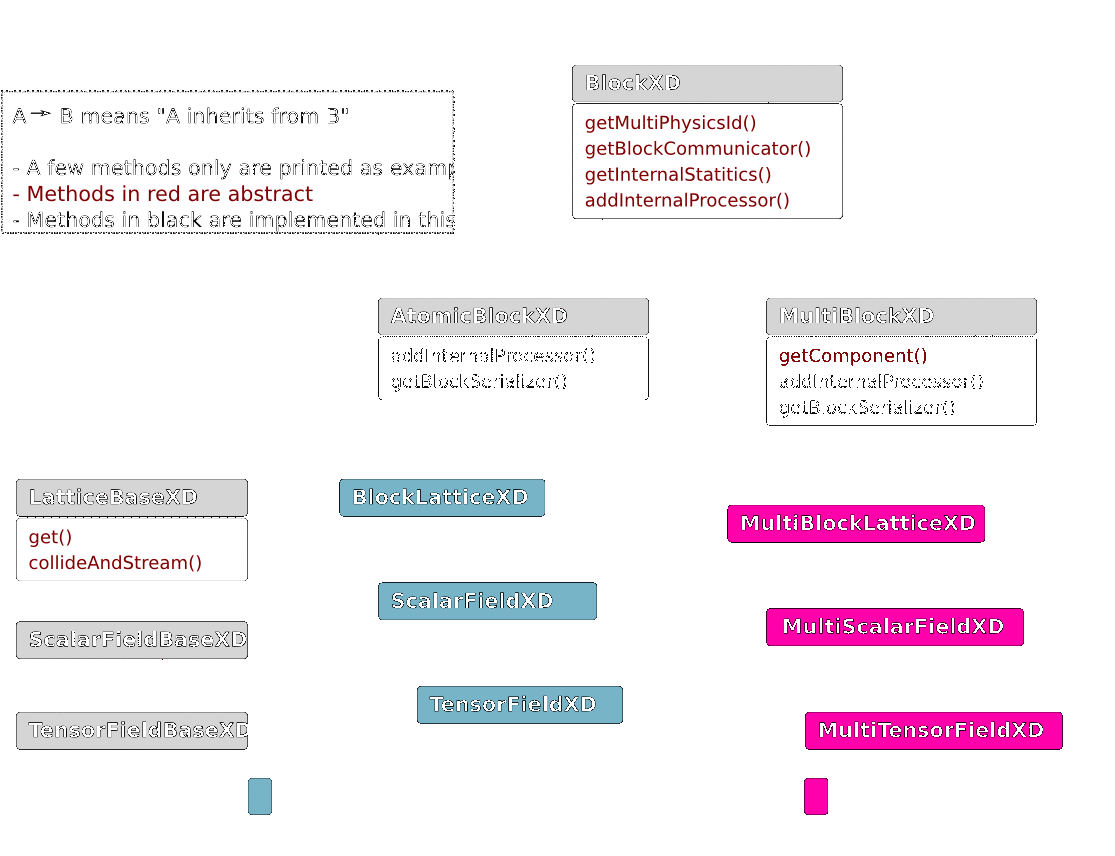 BlockXD
getMultiPhysicsId()
getBlockCommunicator()
getInternalStatitics()
addInternalProcessor()
A → B means "A inherits from 3"
- A few methods only are printed as examp
- Methods in red are abstract
- Methods in black are implemented in this
AtomicBlockXD
addInternalProcessor()
getBlockSerializer()
MultiBlockXD
getComponent()
addInternalProcessor()
getBlockSerializer()
LatticeBaseXD
get()
collideAndStream()
BlockLatticeXD
MultiBlockLatticeXD
ScalarFieldXD
ScalarFieldBaseXD
MultiScalarFieldXD
TensorFieldXD
TensorFieldBaseXD
MultiTensorFieldXD